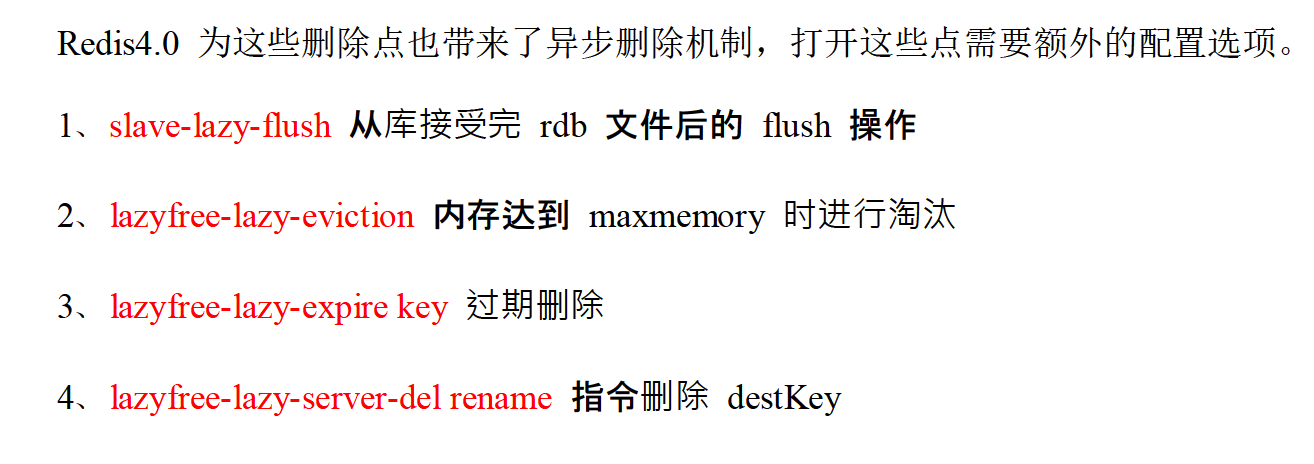 Redis4.0 为这些删除点也带来了异步删除机制，打开这些点需要额外的配置选项。
1、slave-lazy-flush 从库接受完 rdb 文件后的 flush 操作
2、lazyfree-lazy-eviction 内存达到 maxmemory 时进行淘汰
3、lazyfree-lazy-expire key 过期删除
4、lazyfree-lazy-server-del rename 指令删除 destKey